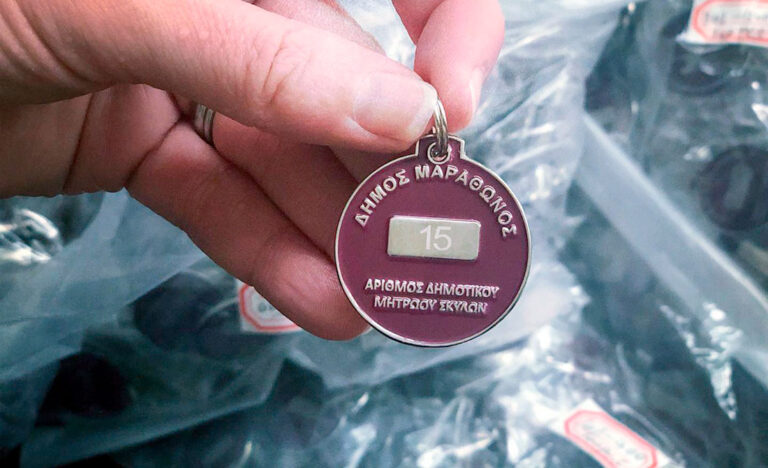 ΔΗΜΟΣ ΜΑΡΑΘΩΝΟΣ
15
ΑΡΙΘΜΟΣ ΔΗΜΟΤΙΚΟΥ
ΜΗΤΡΩΟΥ ΣΚΥΛΩΝ